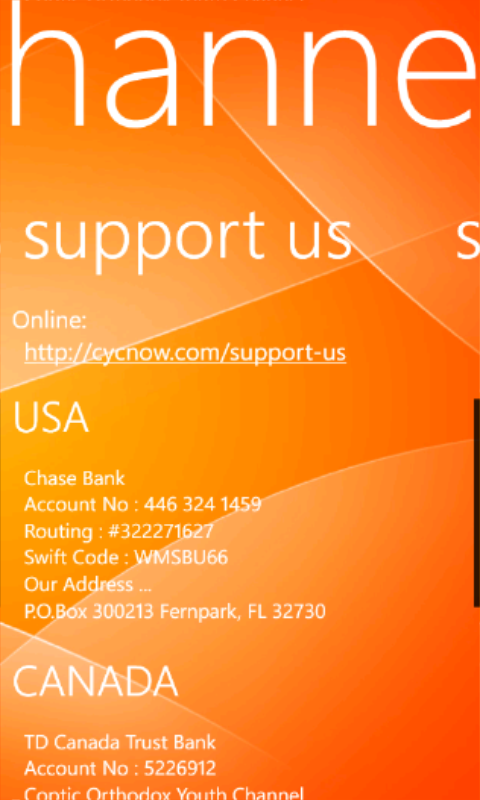 hanne
support us
s
Online:
http://cycnow.com/support-us
USA
Chase Bank
Account No : 446 324 1459
Routing : #322271627
Swift Code : WMSBU66
Our Address ...
P.O.Box 300213 Fernpark, FL 32730
CANADA
TD Canada Trust Bank
Account No : 5226912
Coptic Orthodox Youth Channel